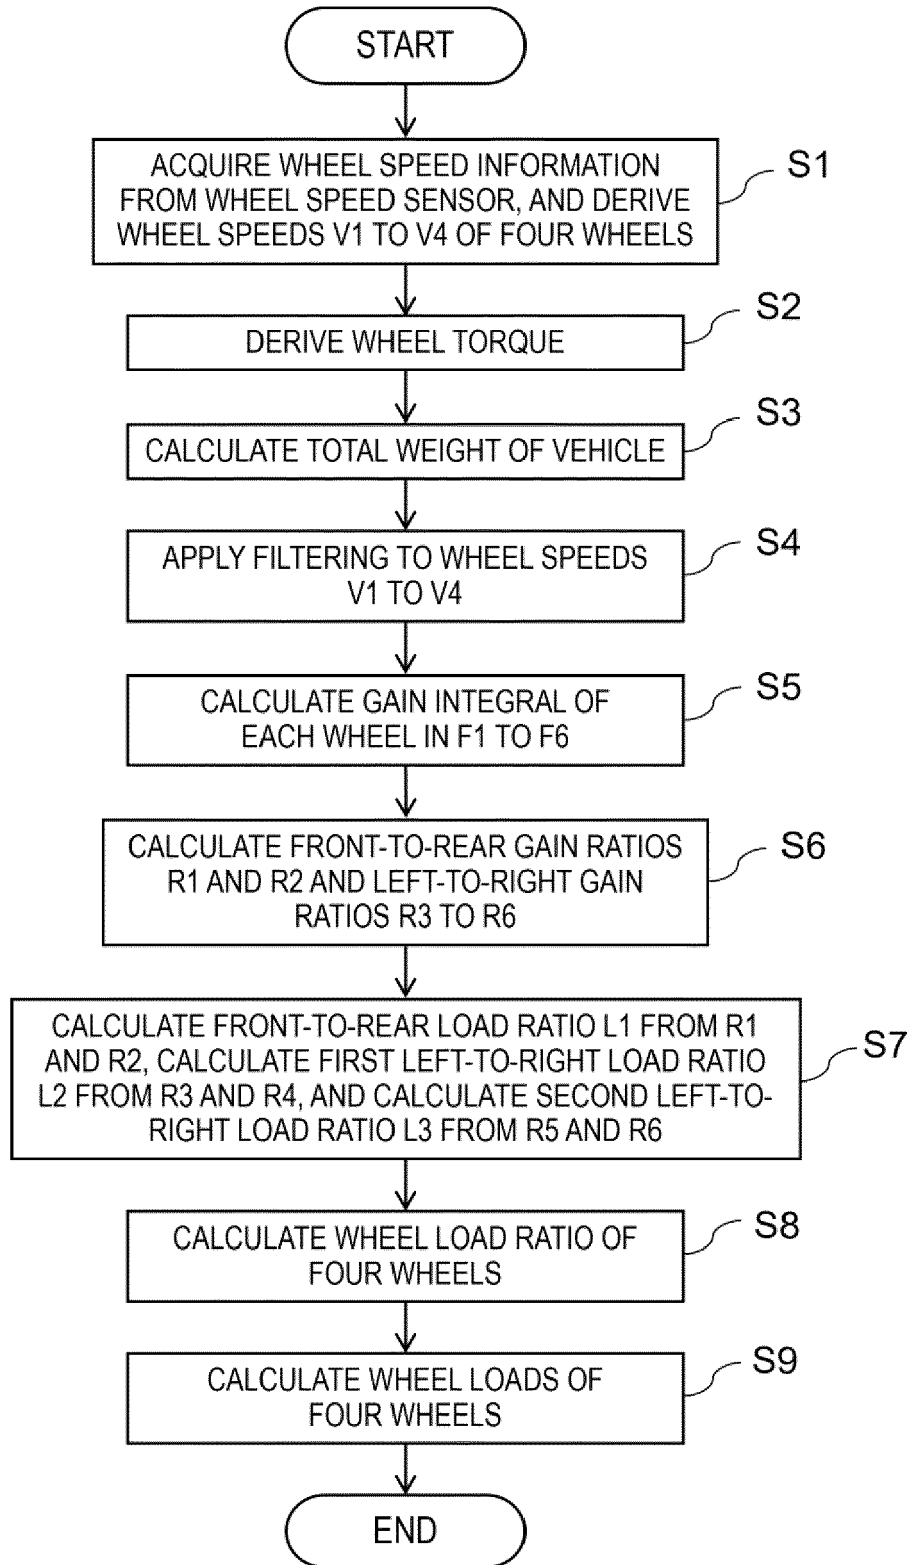 START
ACQUIRE WHEEL SPEED INFORMATION
FROM WHEEL SPEED SENSOR, AND DERIVE
WHEEL SPEEDS V1 TO V4 OF FOUR WHEELS
S1
DERIVE WHEEL TORQUE
S2
CALCULATE TOTAL WEIGHT OF VEHICLE
S3
APPLY FILTERING TO WHEEL SPEEDS
V1 TO V4
S4
CALCULATE GAIN INTEGRAL OF
EACH WHEEL IN F1 TO F6
S5
CALCULATE FRONT-TO-REAR GAIN RATIOS
R1 AND R2 AND LEFT-TO-RIGHT GAIN
RATIOS R3 TO R6
S6
CALCULATE FRONT-TO-REAR LOAD RATIO L1 FROM R1
AND R2, CALCULATE FIRST LEFT-TO-RIGHT LOAD RATIO
L2 FROM R3 AND R4, AND CALCULATE SECOND LEFT-TO-
RIGHT LOAD RATIO L3 FROM R5 AND R6
S7
CALCULATE WHEEL LOAD RATIO OF
FOUR WHEELS
S8
CALCULATE WHEEL LOADS OF
FOUR WHEELS
S9
END